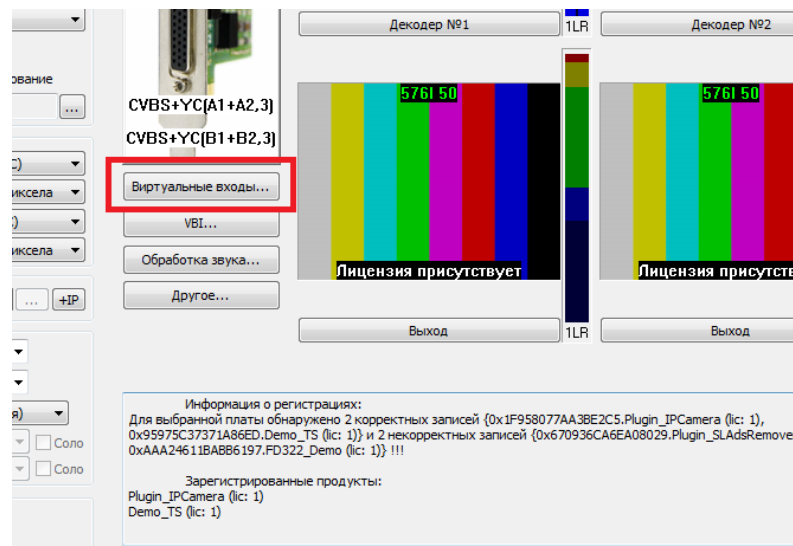 Декодер №1
1LR
Декодер №2
ование
...
CVBS+YC(A1+A2,3)
CVBS+YC(B1+B2,3)
576I 50
576I 50
C)
Виртуальные входы...
иксела
)
VBI...
иксела
Обработка звука...
Лицензия присутствует
Лицензия присутств
... +IP
Другое...
Выход
1LR
Выход
я)
Соло
Соло
Информация о регистрациях:
Для выбранной платы обнаружено 2 корректных записей {0x1F958077AA3BE2C5.Plugin_IPCamera (lic: 1),
0x95975C37371A86ED.Demo_TS (lic: 1)} и 2 некорректных записей {0x670936CA6EA08029.Plugin_SLAdsRemove
0xAAA24611BABB6197.FD322_Demo (lic: 1)} !!!
Зарегистрированные продукты:
Plugin_IPCamera (lic: 1)
Demo_TS (lic: 1)